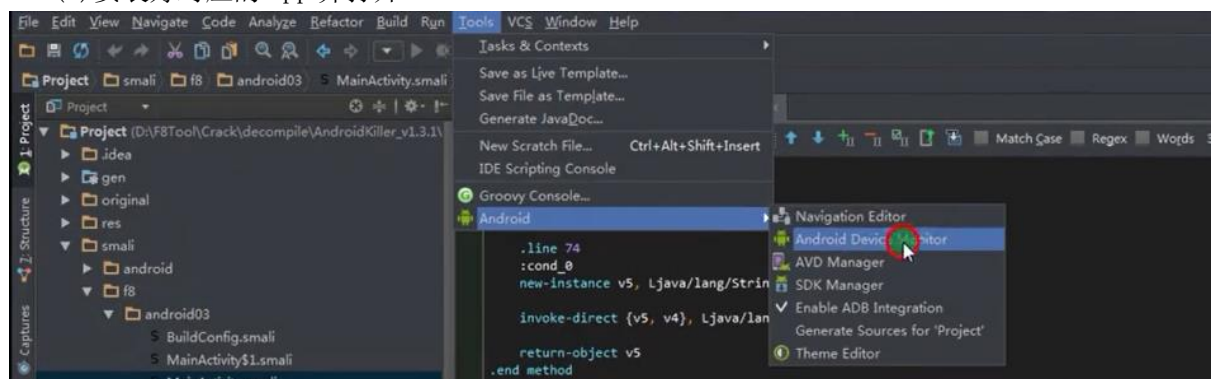 File Edit View Navigate Code Analyze Refactor Build Run Tools VCS Window Help
Project smali f8 android03 MainActivity.smali
Project
Project (D:\F8Tool\Crack\decompile\AndroidKiller_v1.3.1\
.idea
gen
original
res
smali
android
f8
android03
BuildConfig.smali
MainActivity$1.smali
1: Project
Z: Structure
Captures
Tasks & Contexts
Save as Live Template...
Save File as Template...
Generate JavaDoc...
New Scratch File... Ctrl+Alt+Shift+Insert
IDE Scripting Console
Groovy Console...
Android
Match Case Regex Words
Navigation Editor
Android Device Monitor
AVD Manager
SDK Manager
Enable ADB Integration
Generate Sources for 'Project'
Theme Editor
.line 74
:cond_0
new-instance v5, Ljava/lang/Strin
invoke-direct {v5, v4}, Ljava/lan
return-object v5
.end method